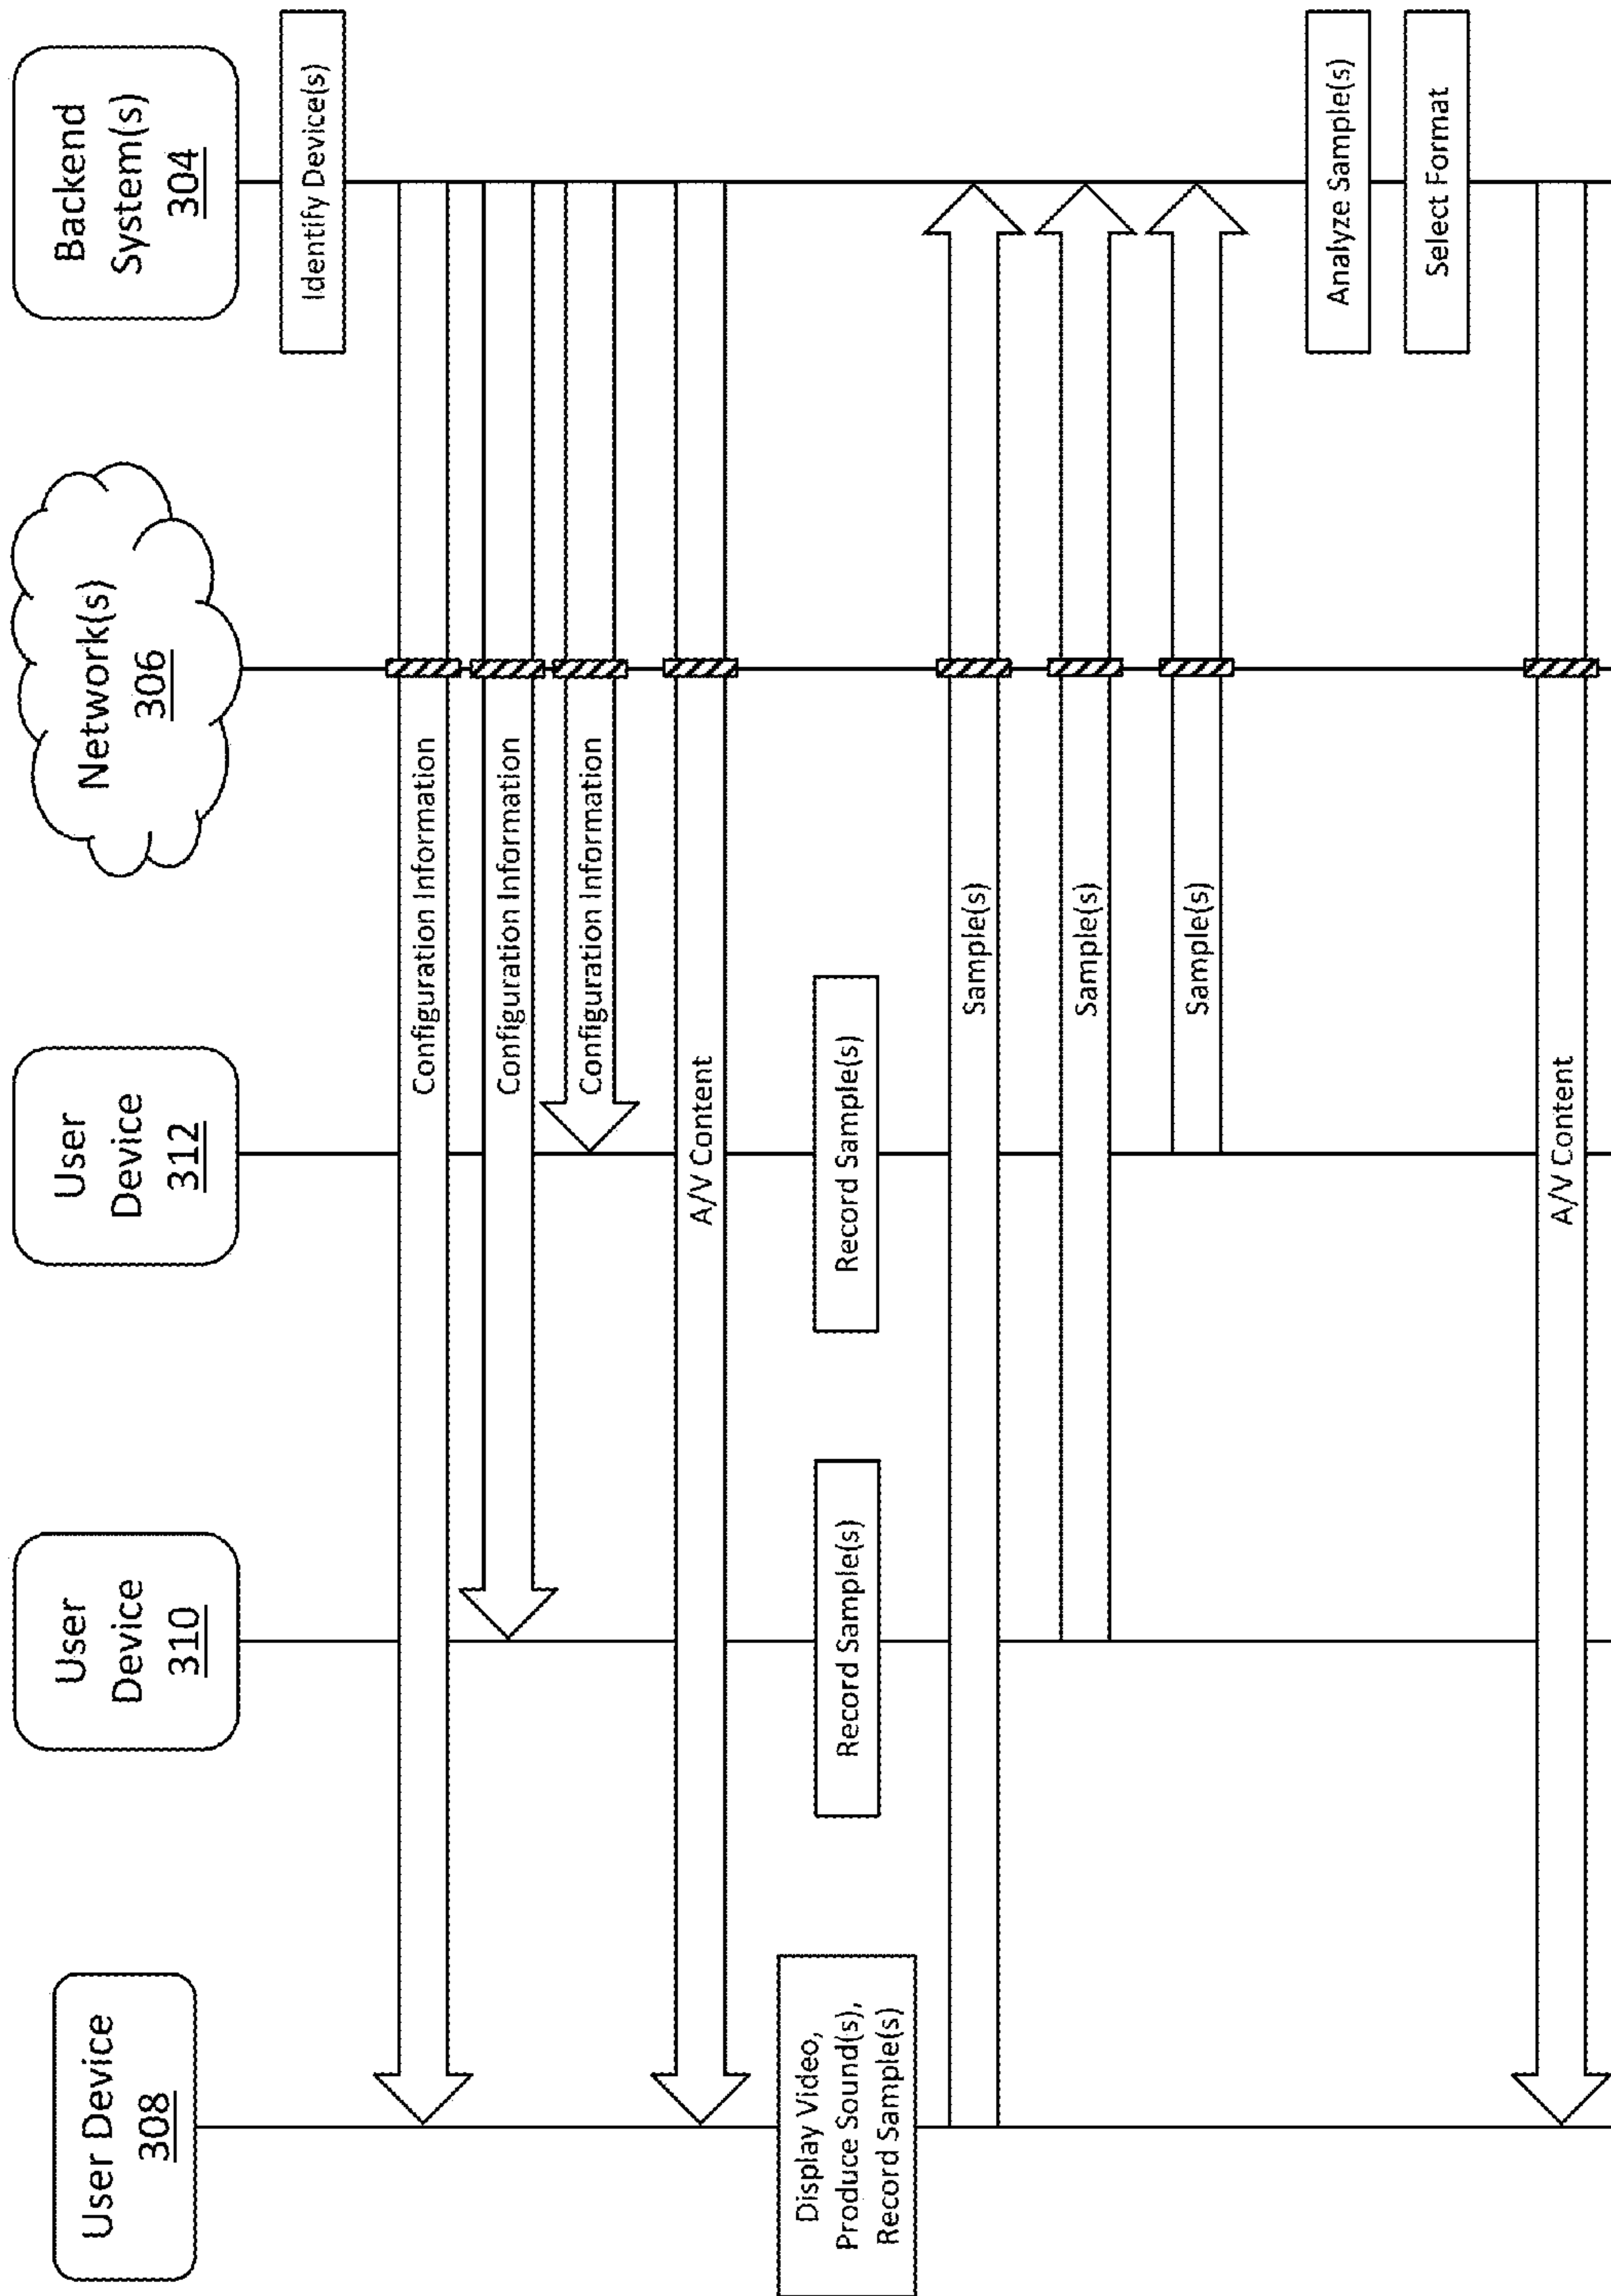 User Device
308
User
Device
310
User
Device
312
Network(s)
306
Backend
System(s)
304
Identify Device(s)
Configuration Information
Configuration Information
Configuration Information
A/V Content
Display Video,
Produce Sound(s),
Record Sample(s)
Record Sample(s)
Record Sample(s)
Sample(s)
Sample(s)
Sample(s)
Analyze Sample(s)
Select Format
A/V Content